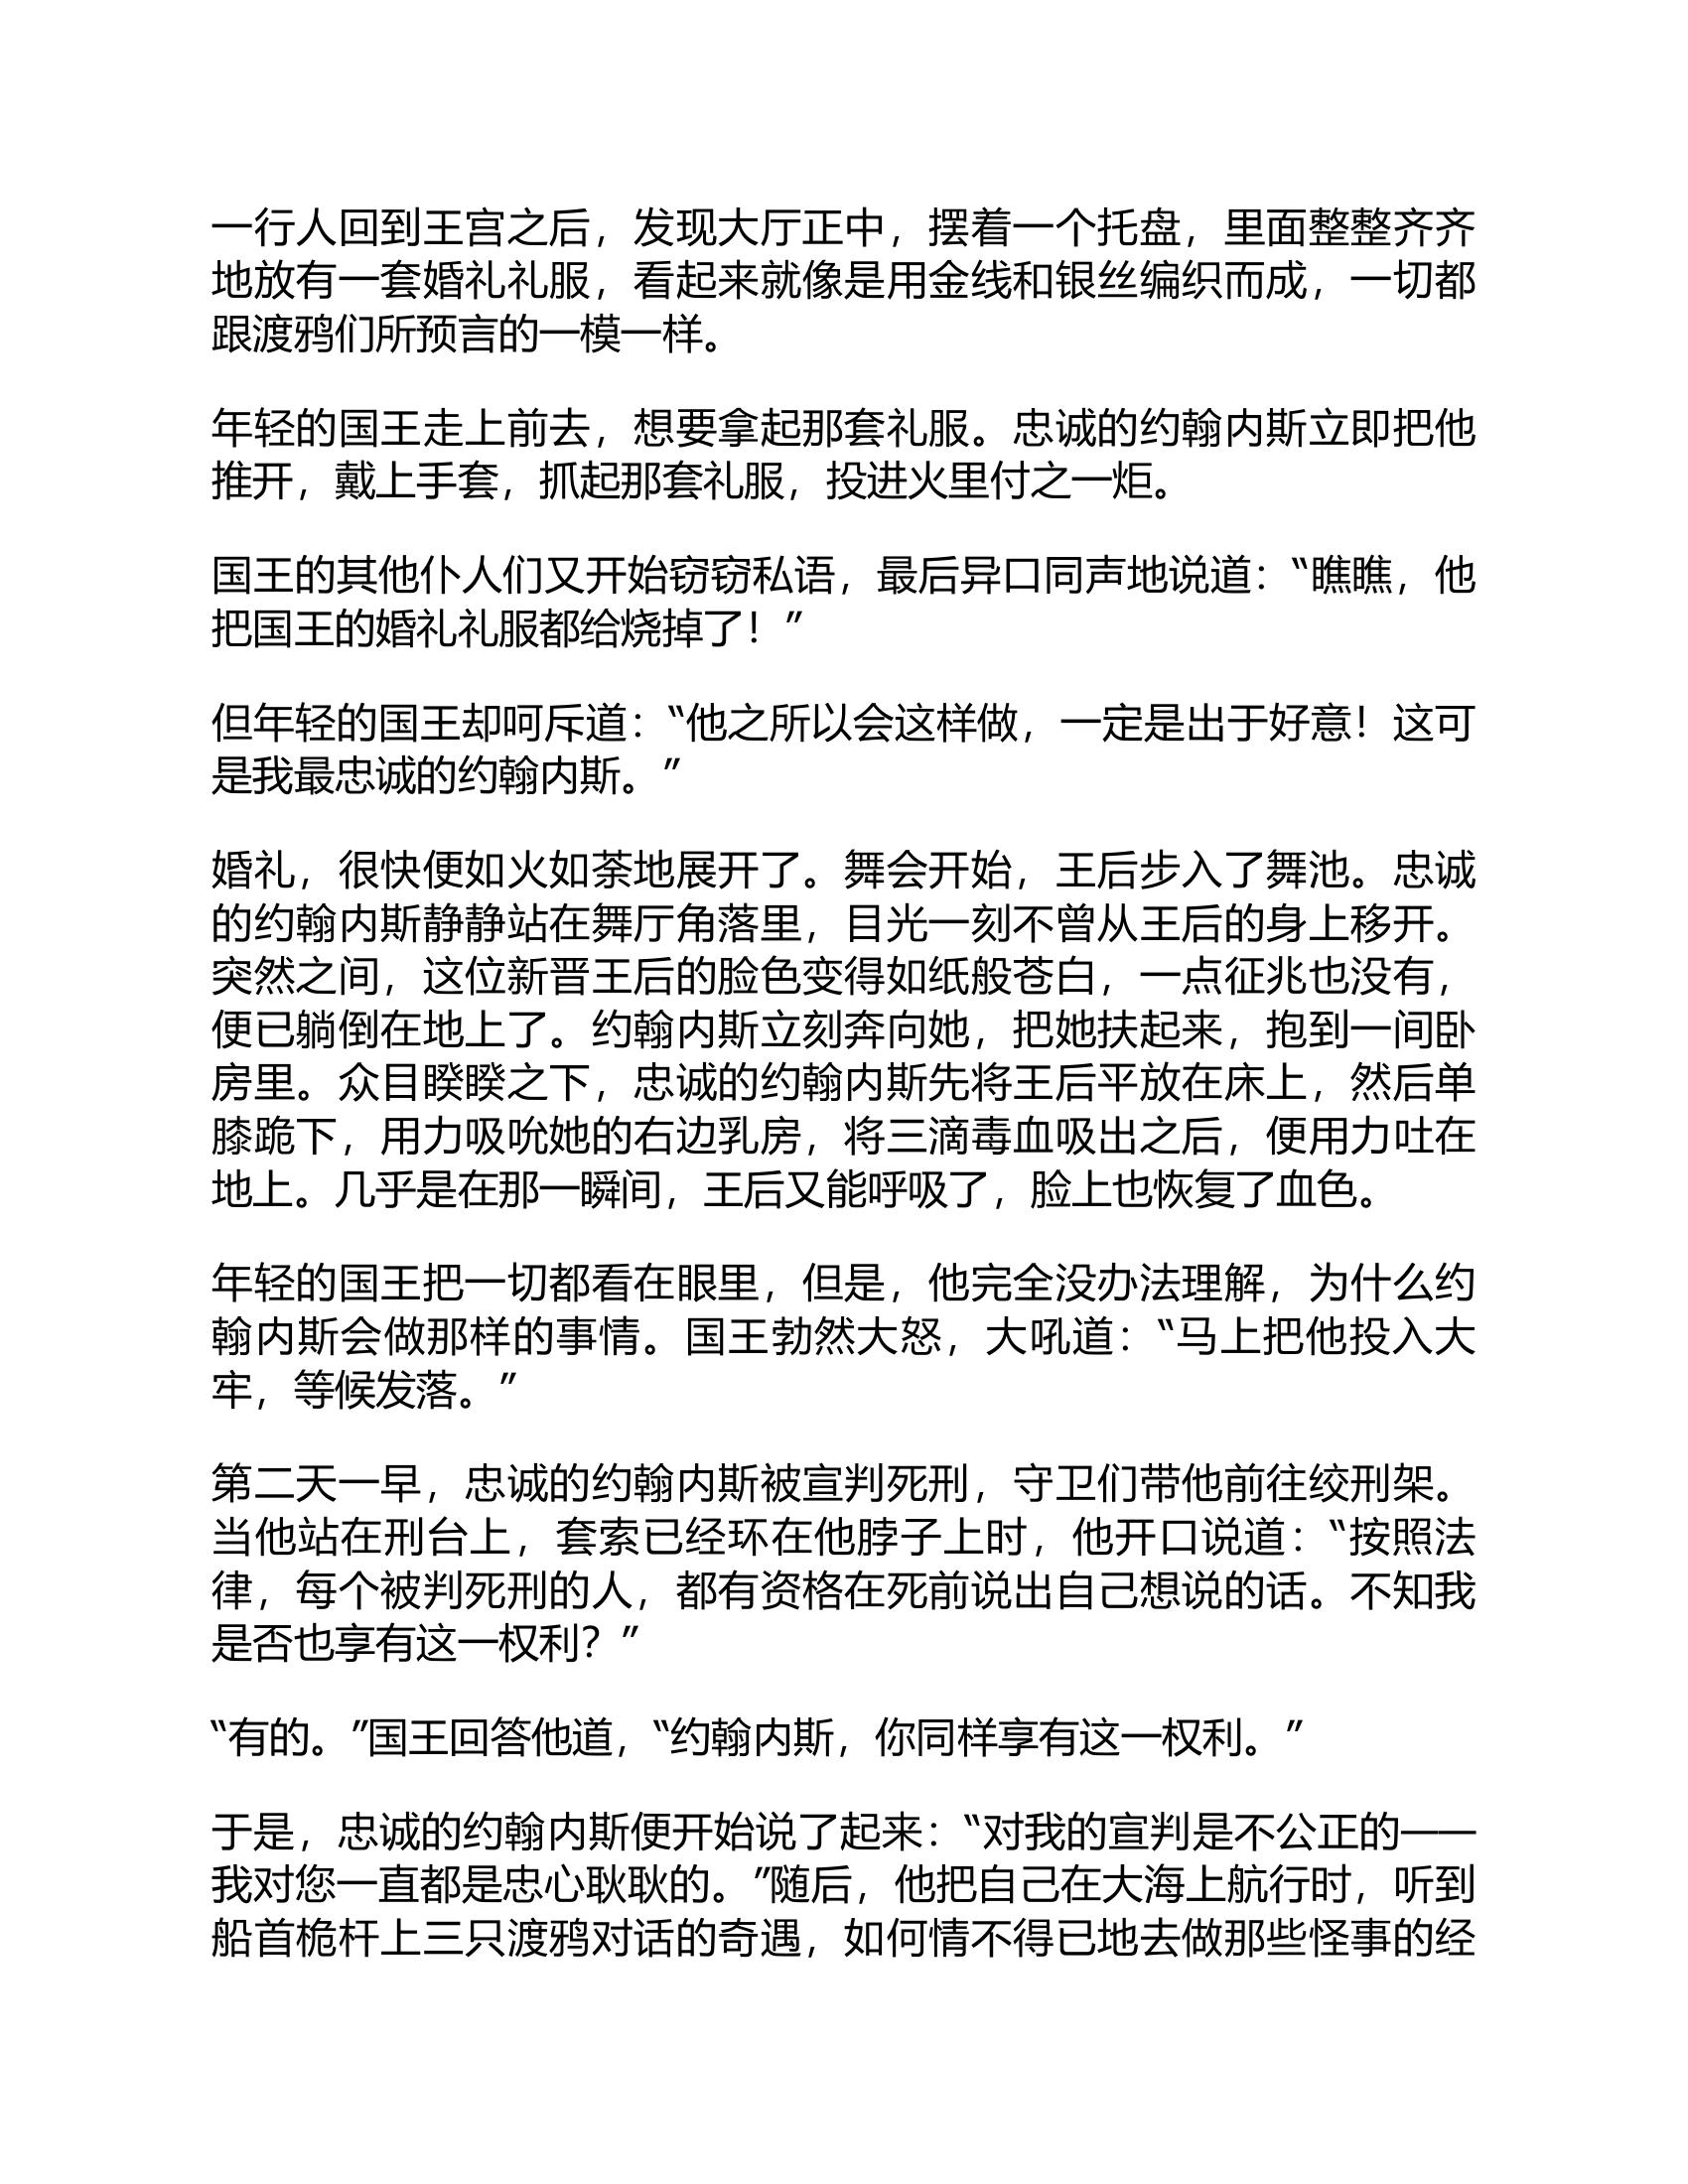 一行人回到王宫之后，发现大厅正中，摆着一个托盘，里面整整齐齐
地放有一套婚礼礼服，看起来就像是用金线和银丝编织而成，一切都
跟渡鸦们所预言的一模一样。
年轻的国王走上前去，想要拿起那套礼服。忠诚的约翰内斯立即把他
推开，戴上手套，抓起那套礼服，投进火里付之一炬。
国王的其他仆人们又开始窃窃私语，最后异口同声地说道：“瞧瞧，他
把国王的婚礼礼服都给烧掉了！”
但年轻的国王却呵斥道：“他之所以会这样做，一定是出于好意！这可
是我最忠诚的约翰内斯。”
婚礼，很快便如火如荼地展开了。舞会开始，王后步入了舞池。忠诚
的约翰内斯静静站在舞厅角落里，目光一刻不曾从王后的身上移开。
突然之间，这位新晋王后的脸色变得如纸般苍白，一点征兆也没有，
便已躺倒在地上了。约翰内斯立刻奔向她，把她扶起来，抱到一间卧
房里。众目睽睽之下，忠诚的约翰内斯先将王后平放在床上，然后单
膝跪下，用力吸吮她的右边乳房，将三滴毒血吸出之后，便用力吐在
地上。几乎是在那一瞬间，王后又能呼吸了，脸上也恢复了血色。
年轻的国王把一切都看在眼里，但是，他完全没办法理解，为什么约
翰内斯会做那样的事情。国王勃然大怒，大吼道：“马上把他投入大
牢，等候发落。”
第二天一早，忠诚的约翰内斯被宣判死刑，守卫们带他前往绞刑架。
当他站在刑台上，套索已经环在他脖子上时，他开口说道：“按照法
律，每个被判死刑的人，都有资格在死前说出自己想说的话。不知我
是否也享有这一权利？”
“有的。”国王回答他道，“约翰内斯，你同样享有这一权利。”
于是，忠诚的约翰内斯便开始说了起来：“对我的宣判是不公正的——
我对您一直都是忠心耿耿的。”随后，他把自己在大海上航行时，听到
船首桅杆上三只渡鸦对话的奇遇，如何情不得已地去做那些怪事的经